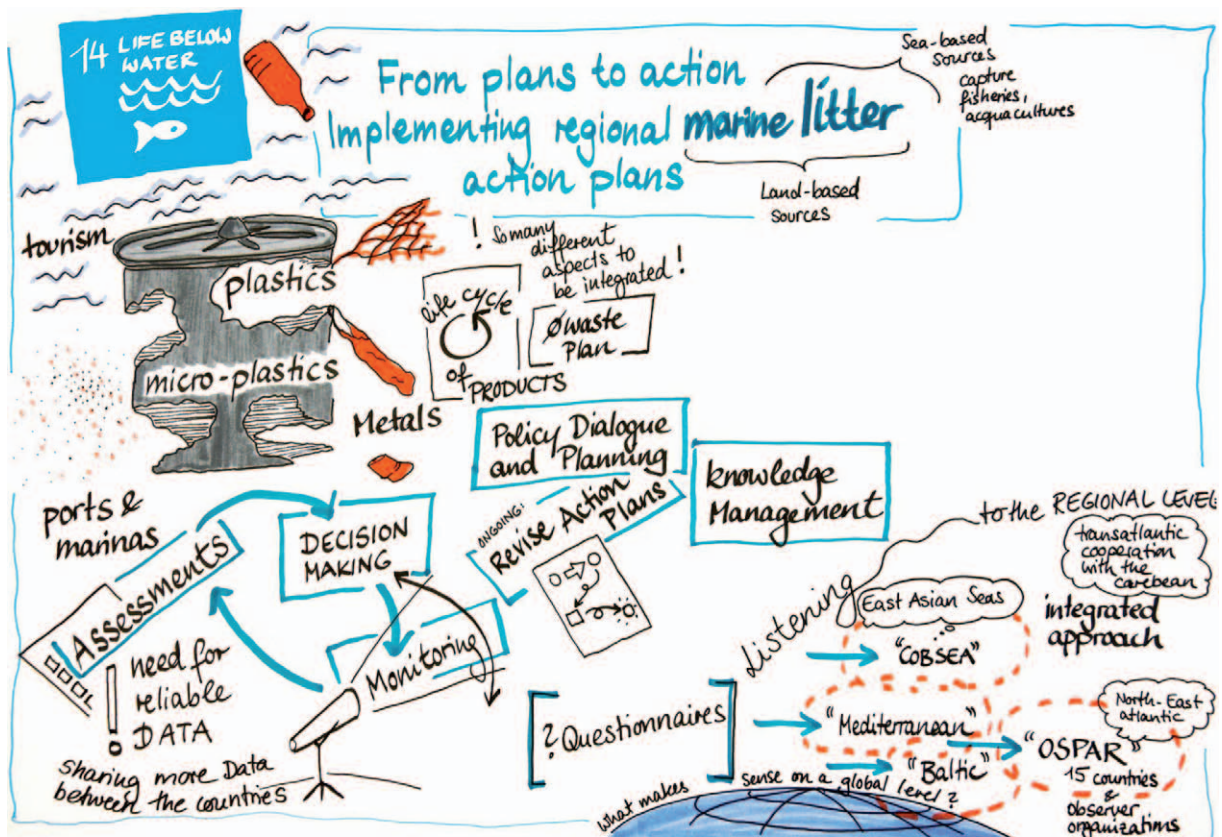 14 LIFE BELOW
WATER
From plans to action
Implementing regional marine litter
action plans
Sea-based
sources
capture
fisheries,
acquacultures
Land-based
sources
tourism
plastics
micro-plastics
Metals
! So many
different
aspects to
be integrated!
life cycle
of PRODUCTS
Øwaste
Plan
ports &
marinas
Assessments
DECISION
MAKING
Monitoring
! need for
reliable
DATA
sharing more Data
between the countries
Policy Dialogue
and Planning
ONGOING:
Revise Action
Plans
knowledge
Management
? Questionnaires
Listening
to the REGIONAL LEVEL
transatlantic
cooperation
with the
carebean
integrated
approach
East Asian Seas
"COBSEA"
"Mediterranean"
"Baltic"
North-East
atlantic
"OSPAR"
15 countries
&
observer
organizations
what makes sense on a global level?